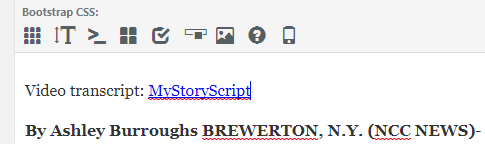 Bootstrap CSS:
Video transcript: MyStoryScript
By Ashley Burroughs BREWERTON, N.Y. (NCC NEWS)-